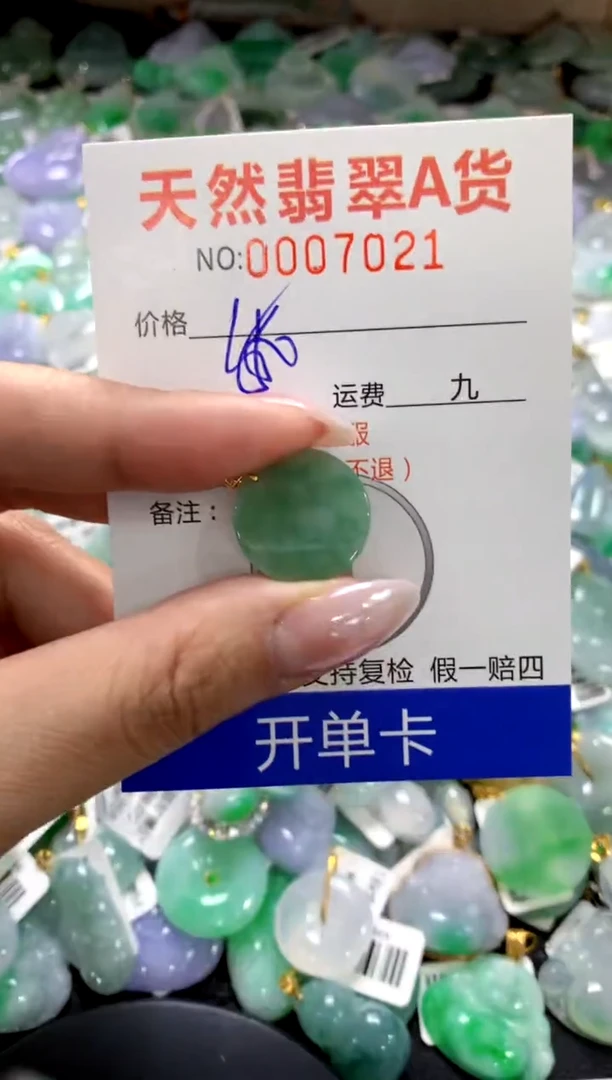 天然翡翠A货
NO:0007021
价格
运费 九
服
不退）
备注：
支持复检 假一赔四
开单卡